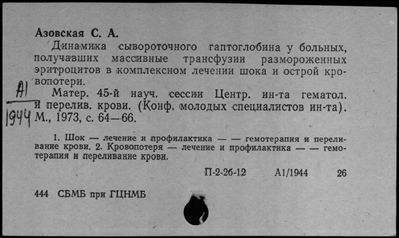 Азовская С. А.
Динамика сывороточного гаптоглобина у больных,
получавших массивные трансфузии размороженных
эритроцитов в комплексном лечении шока и острой кро-
вопотери.
Матер. 45-й науч. сессии Центр. ин-та гематол.
и перелив. крови. (Конф. молодых специалистов ин-та).
М., 1973, с. 64—66.
А1
1944
1. Шок — лечение и профилактика — — гемотерапия и перели-
вание крови. 2. Кровопотеря — лечение и профилактика — — гемо-
терапия и переливание крови.
П-2-26-12 А1/1944 26
444 СБМБ при ГЦНМБ